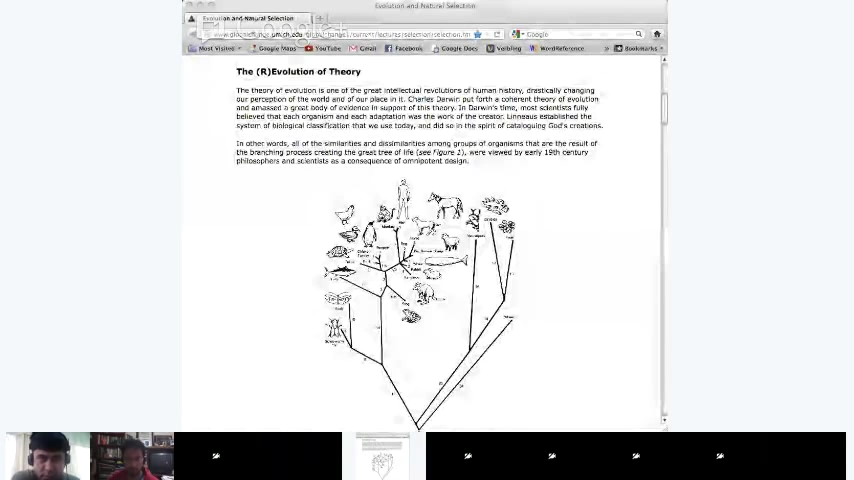 Evolution and Natural Selection
Evolution and Natural Selection
Google
Most Visited Google Maps YouTube Gmail Facebook Google Docs Verbling WordReference Bookmarks
The (R)Evolution of Theory
The theory of evolution is one of the great intellectual revolutions of human history, drastically changing
our perception of the world and of our place in it. Charles Darwin put forth a coherent theory of evolution
and amassed a great body of evidence in support of this theory. In Darwin's time, most scientists fully
believed that each organism and each adaptation was the work of the creator. Linneaus established the
system of biological classification that we use today, and did so in the spirit of cataloguing God's creations.
In other words, all of the similarities and dissimilarities among groups of organisms that are the result of
the branching process creating the great tree of life (see Figure 1), were viewed by early 19th century
philosophers and scientists as a consequence of omnipotent design.